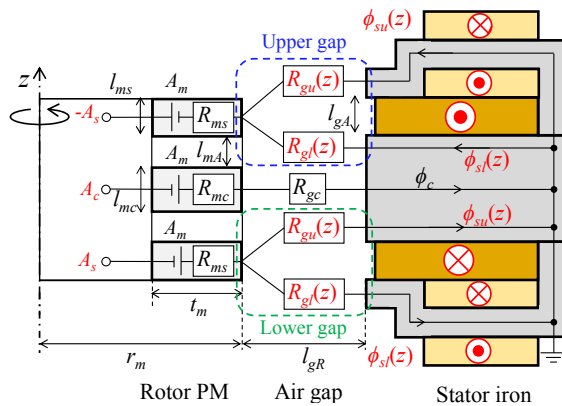 ϕsu(z)
Upper gap
z
lms
Am
Rgu(z)
-As
Rms
lgA
Rgl(z)
lmA
Am
ϕsl(z)
Ac
lmc
Rmc
Rgc
ϕc
Am
Rgu(z)
ϕsu(z)
As
Rms
Rgl(z)
tm
Lower gap
rm
lgR
ϕsl(z)
Rotor PM Air gap Stator iron